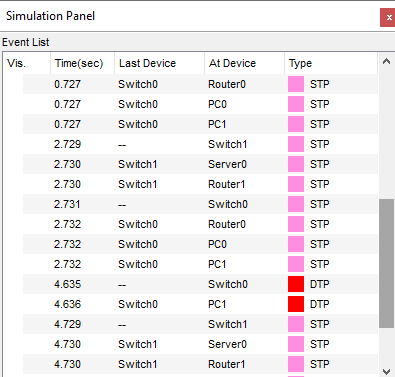 Simulation Panel x
Event List
Vis. Time(sec) Last Device At Device Type
0.727 Switch0 Router0 STP
0.727 Switch0 PC0 STP
0.727 Switch0 PC1 STP
2.729 -- Switch1 STP
2.730 Switch1 Server0 STP
2.730 Switch1 Router1 STP
2.731 -- Switch0 STP
2.732 Switch0 Router0 STP
2.732 Switch0 PC0 STP
2.732 Switch0 PC1 STP
4.635 -- Switch0 DTP
4.636 Switch0 PC1 DTP
4.729 -- Switch1 STP
4.730 Switch1 Server0 STP
4.730 Switch1 Router1 STP